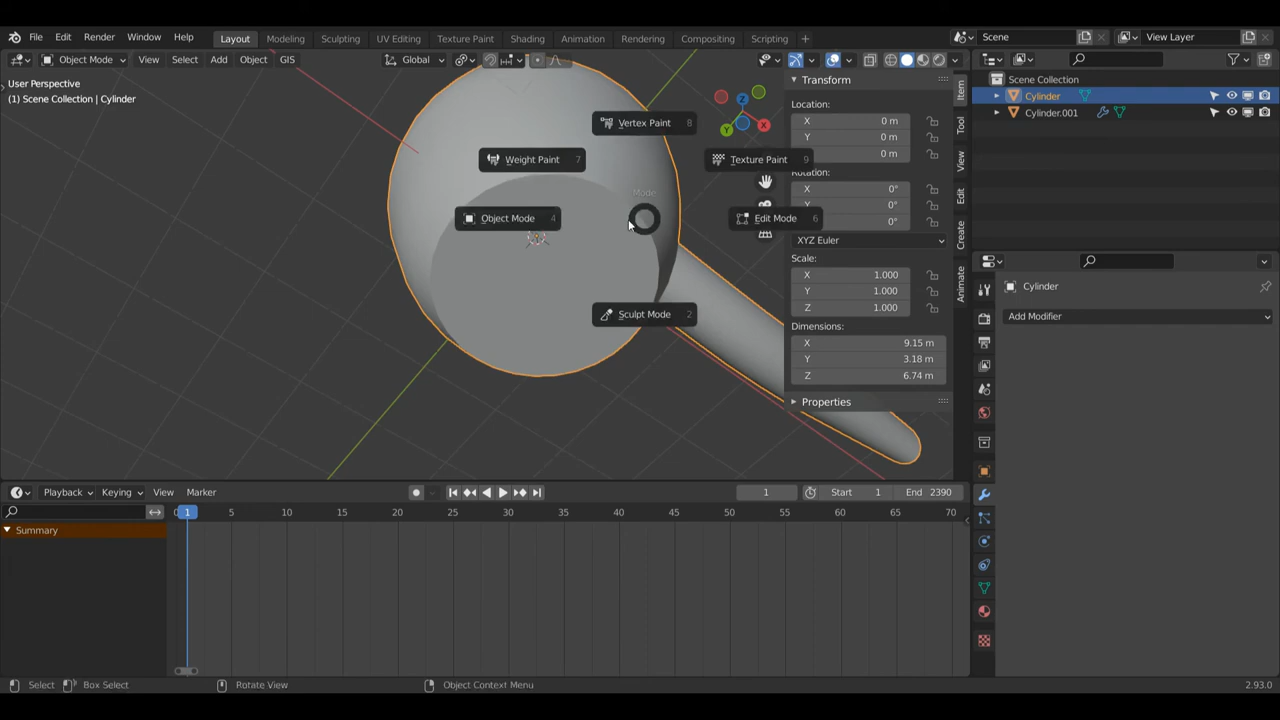 File Edit Render Window Help Layout Modeling Sculpting UV Editing Texture Paint Shading Animation Rendering Compositing Scripting + Scene View Layer
Object Mode View Select Add Object GIS Global
User Perspective
(1) Scene Collection | Cylinder
Vertex Paint 8
Weight Paint 7
Texture Paint 9
Mode
Object Mode 4
Edit Mode 6
Sculpt Mode 2
X
Y
Z
Transform
Location:
X 0 m
Y 0 m
Z 0 m
Rotation:
X 0°
Y 0°
Z 0°
XYZ Euler
Scale:
X 1.000
Y 1.000
Z 1.000
Dimensions:
X 9.15 m
Y 3.18 m
Z 6.74 m
Properties
Item
Tool
View
Edit
Create
Animate
Scene Collection
Cylinder
Cylinder.001
Cylinder
Add Modifier
Playback Keying View Marker 1 Start 1 End 2390
0 1 5 10 15 20 25 30 35 40 45 50 55 60 65 70
Summary
Select Box Select Rotate View Object Context Menu 2.93.0